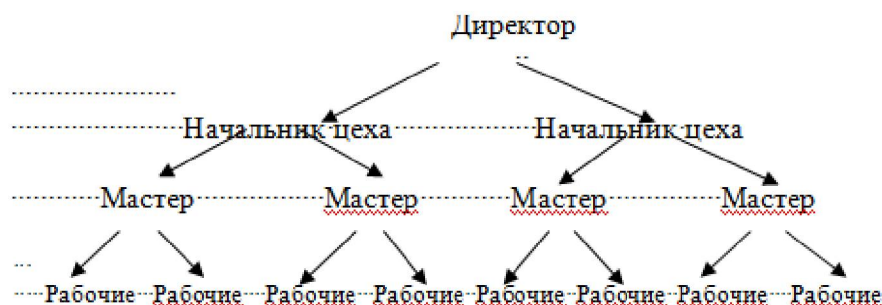 Директор
Начальник цеха Начальник цеха
Мастер Мастер Мастер Мастер
Рабочие Рабочие Рабочие Рабочие Рабочие Рабочие Рабочие Рабочие